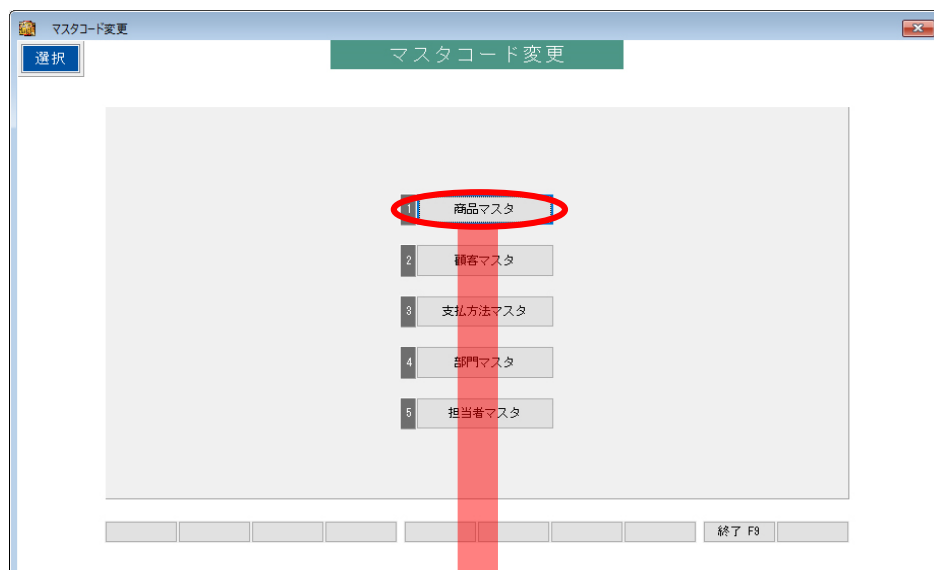 マスタコード変更
選択
マスタコード変更
1 商品マスタ
2 顧客マスタ
3 支払方法マスタ
4 部門マスタ
5 担当者マスタ
終了 F9